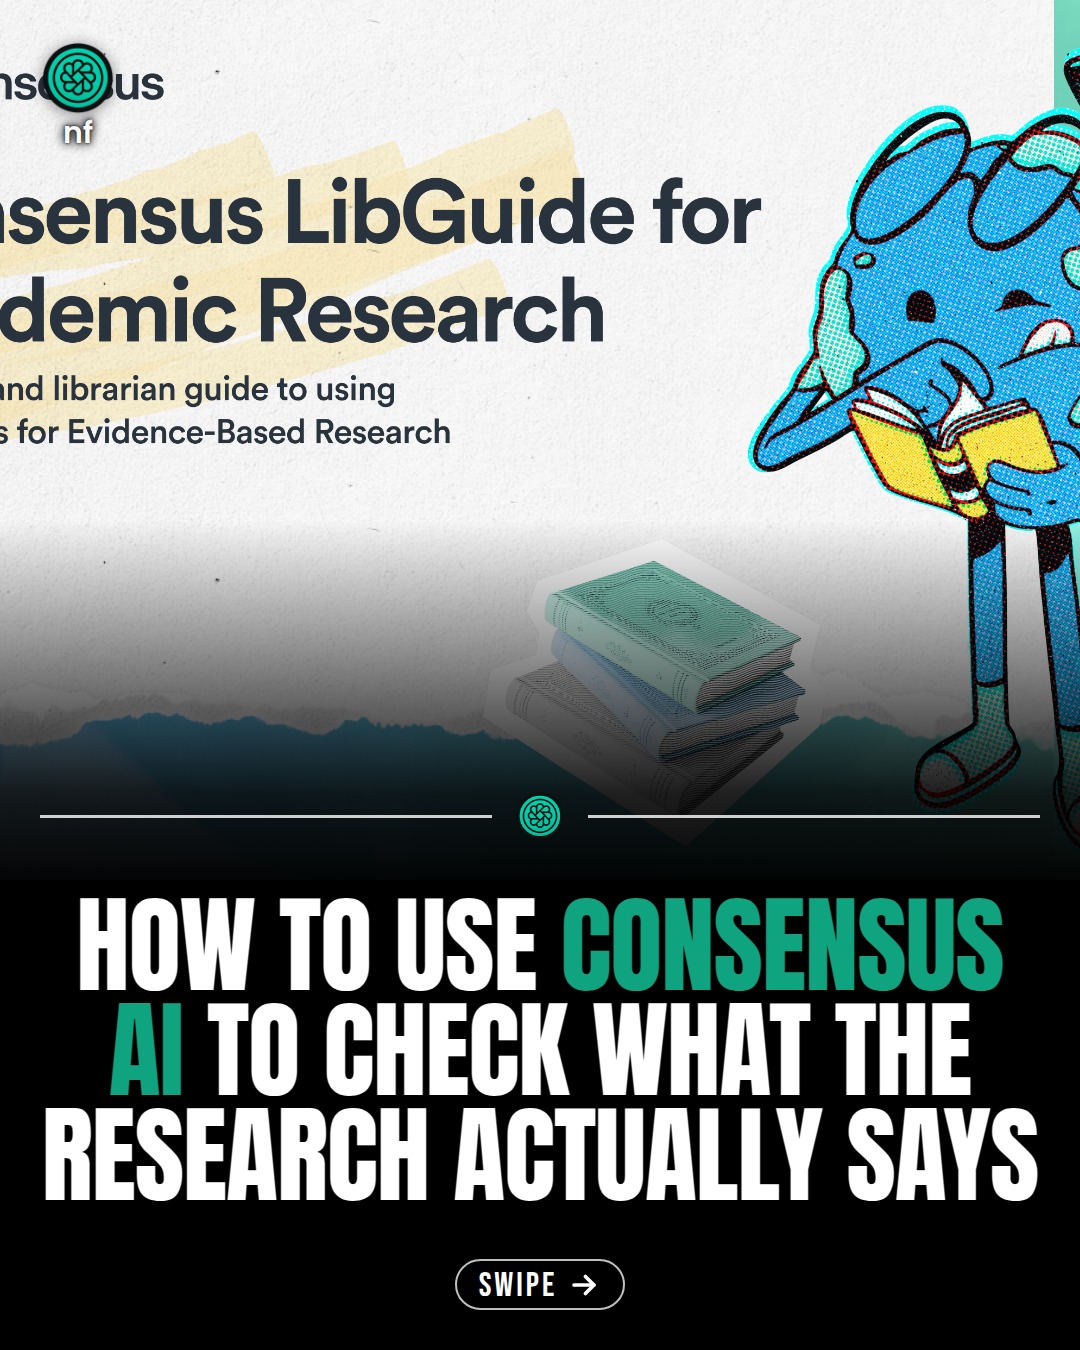 nf
nsensus LibGuide for
demic Research
and librarian guide to using
s for Evidence-Based Research
HOW TO USE CONSENSUS
AI TO CHECK WHAT THE
RESEARCH ACTUALLY SAYS
SWIPE